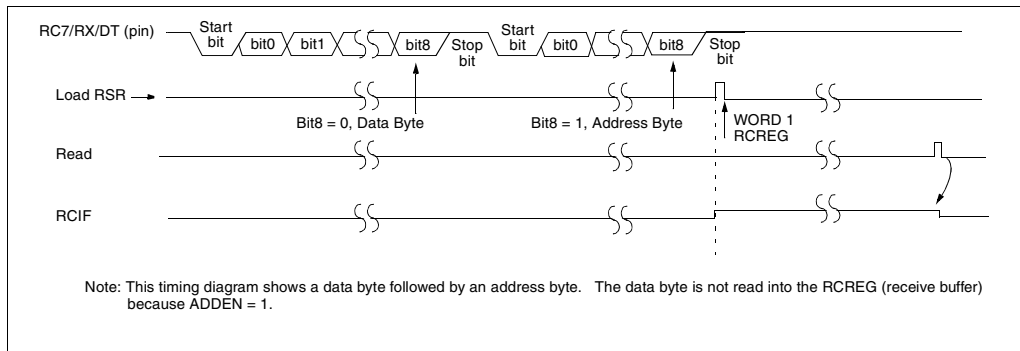 RC7/RX/DT (pin)
Start bit
bit0
bit1
bit8
Stop bit
Start bit
bit0
bit8
Stop bit
Load RSR
Bit8 = 0, Data Byte
Bit8 = 1, Address Byte
WORD 1
RCREG
Read
RCIF
Note: This timing diagram shows a data byte followed by an address byte. The data byte is not read into the RCREG (receive buffer)
because ADDEN = 1.